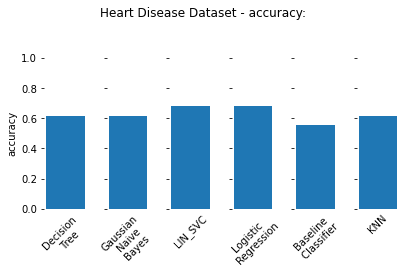 Heart Disease Dataset - accuracy:
1.0
0.8
0.6
0.4
0.2
0.0
accuracy
Decision
Tree
Gaussian
Naive
Bayes
LIN_SVC
Logistic
Regression
Baseline
Classifier
KNN